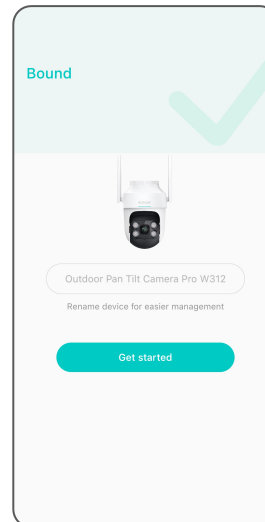 Bound
Outdoor Pan Tilt Camera Pro W312
Rename device for easier management
Get started